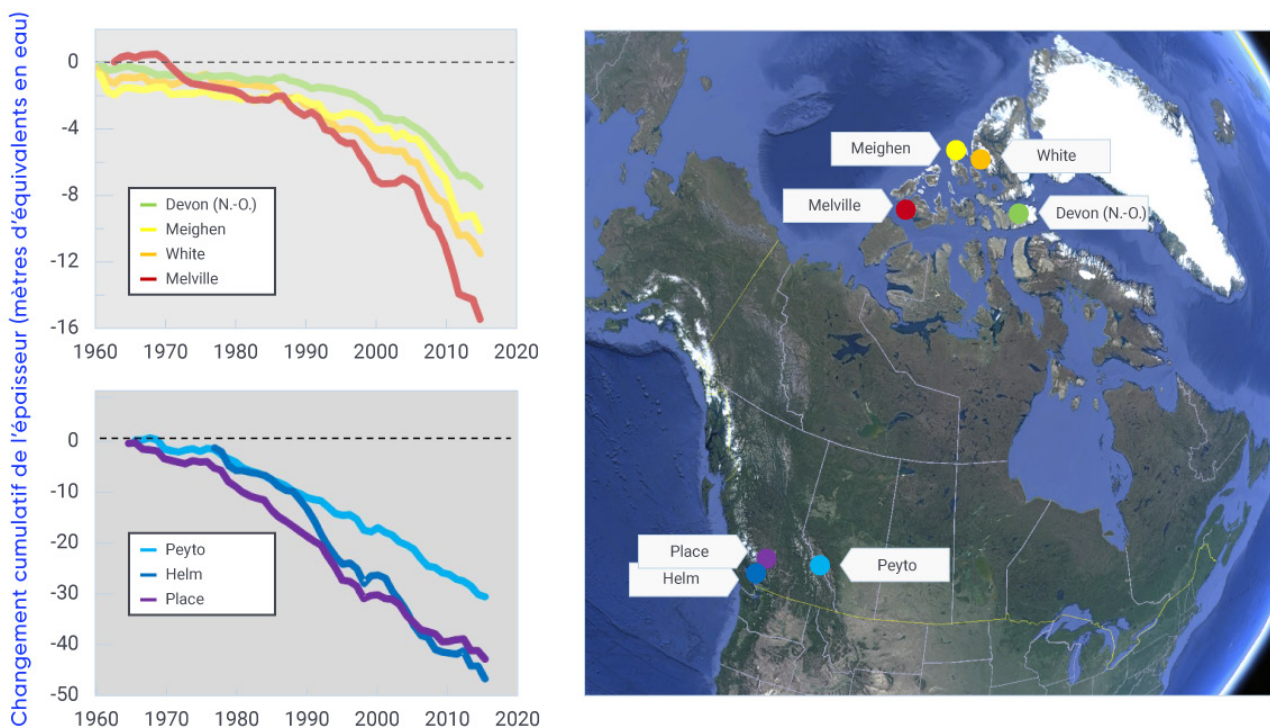 Changement cumulatif de l'épaisseur (mètres d'équivalents en eau)
0
-4
-8
-12
-16
Devon (N.-O.)
Meighen
White
Melville
1960 1970 1980 1990 2000 2010 2020
0
-10
-20
-30
-40
-50
Peyto
Helm
Place
1960 1970 1980 1990 2000 2010 2020
Meighen
White
Melville
Devon (N.-O.)
Place
Helm
Peyto